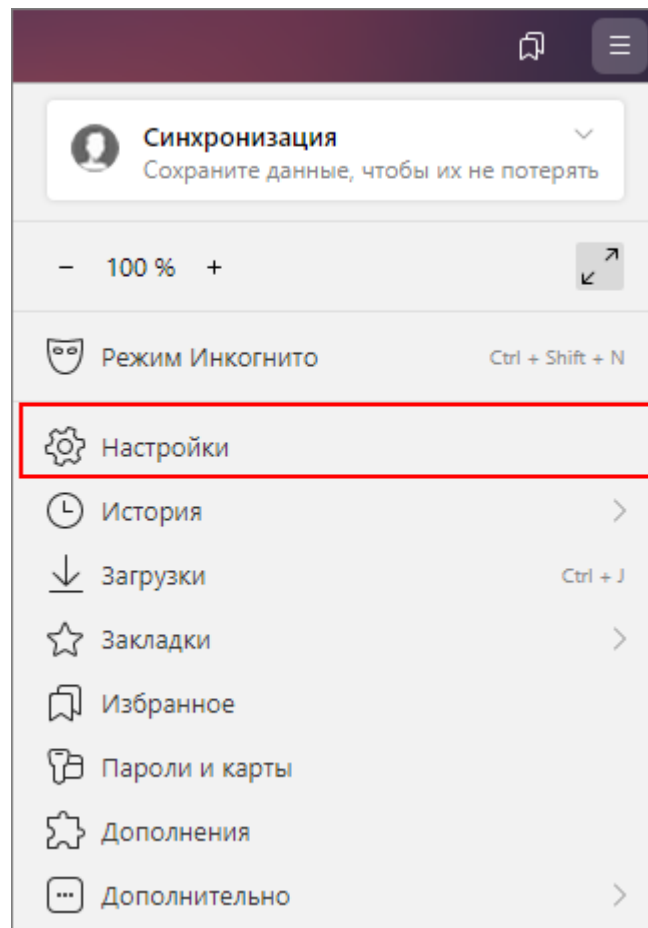 Синхронизация
Сохраните данные, чтобы их не потерять
− 100 % +
Режим Инкогнито Ctrl + Shift + N
Настройки
История
Загрузки Ctrl + J
Закладки
Избранное
Пароли и карты
Дополнения
Дополнительно